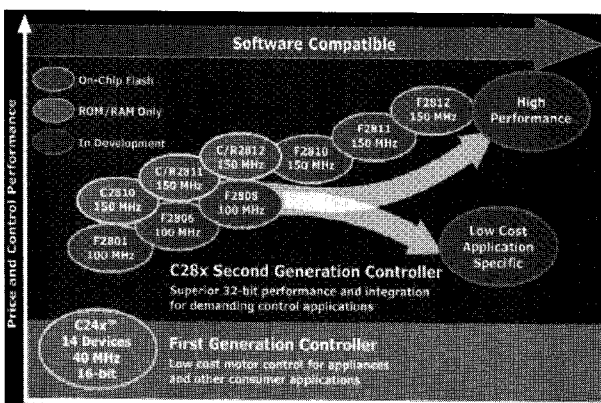 Software Compatible
On-Chip Flash
ROM/RAM Only
In Development
Price and Control Performance
F2812
150 MHz
High
Performance
F2811
150 MHz
C/R2812
150 MHz
F2810
150 MHz
C/R2811
150 MHz
F2808
100 MHz
C2810
150 MHz
F2806
100 MHz
F2801
100 MHz
Low Cost
Application
Specific
C28x Second Generation Controller
Superior 32-bit performance and integration
for demanding control applications
C24x™
14 Devices
40 MHz
16-bit
First Generation Controller
Low cost motor control for appliances
and other consumer applications